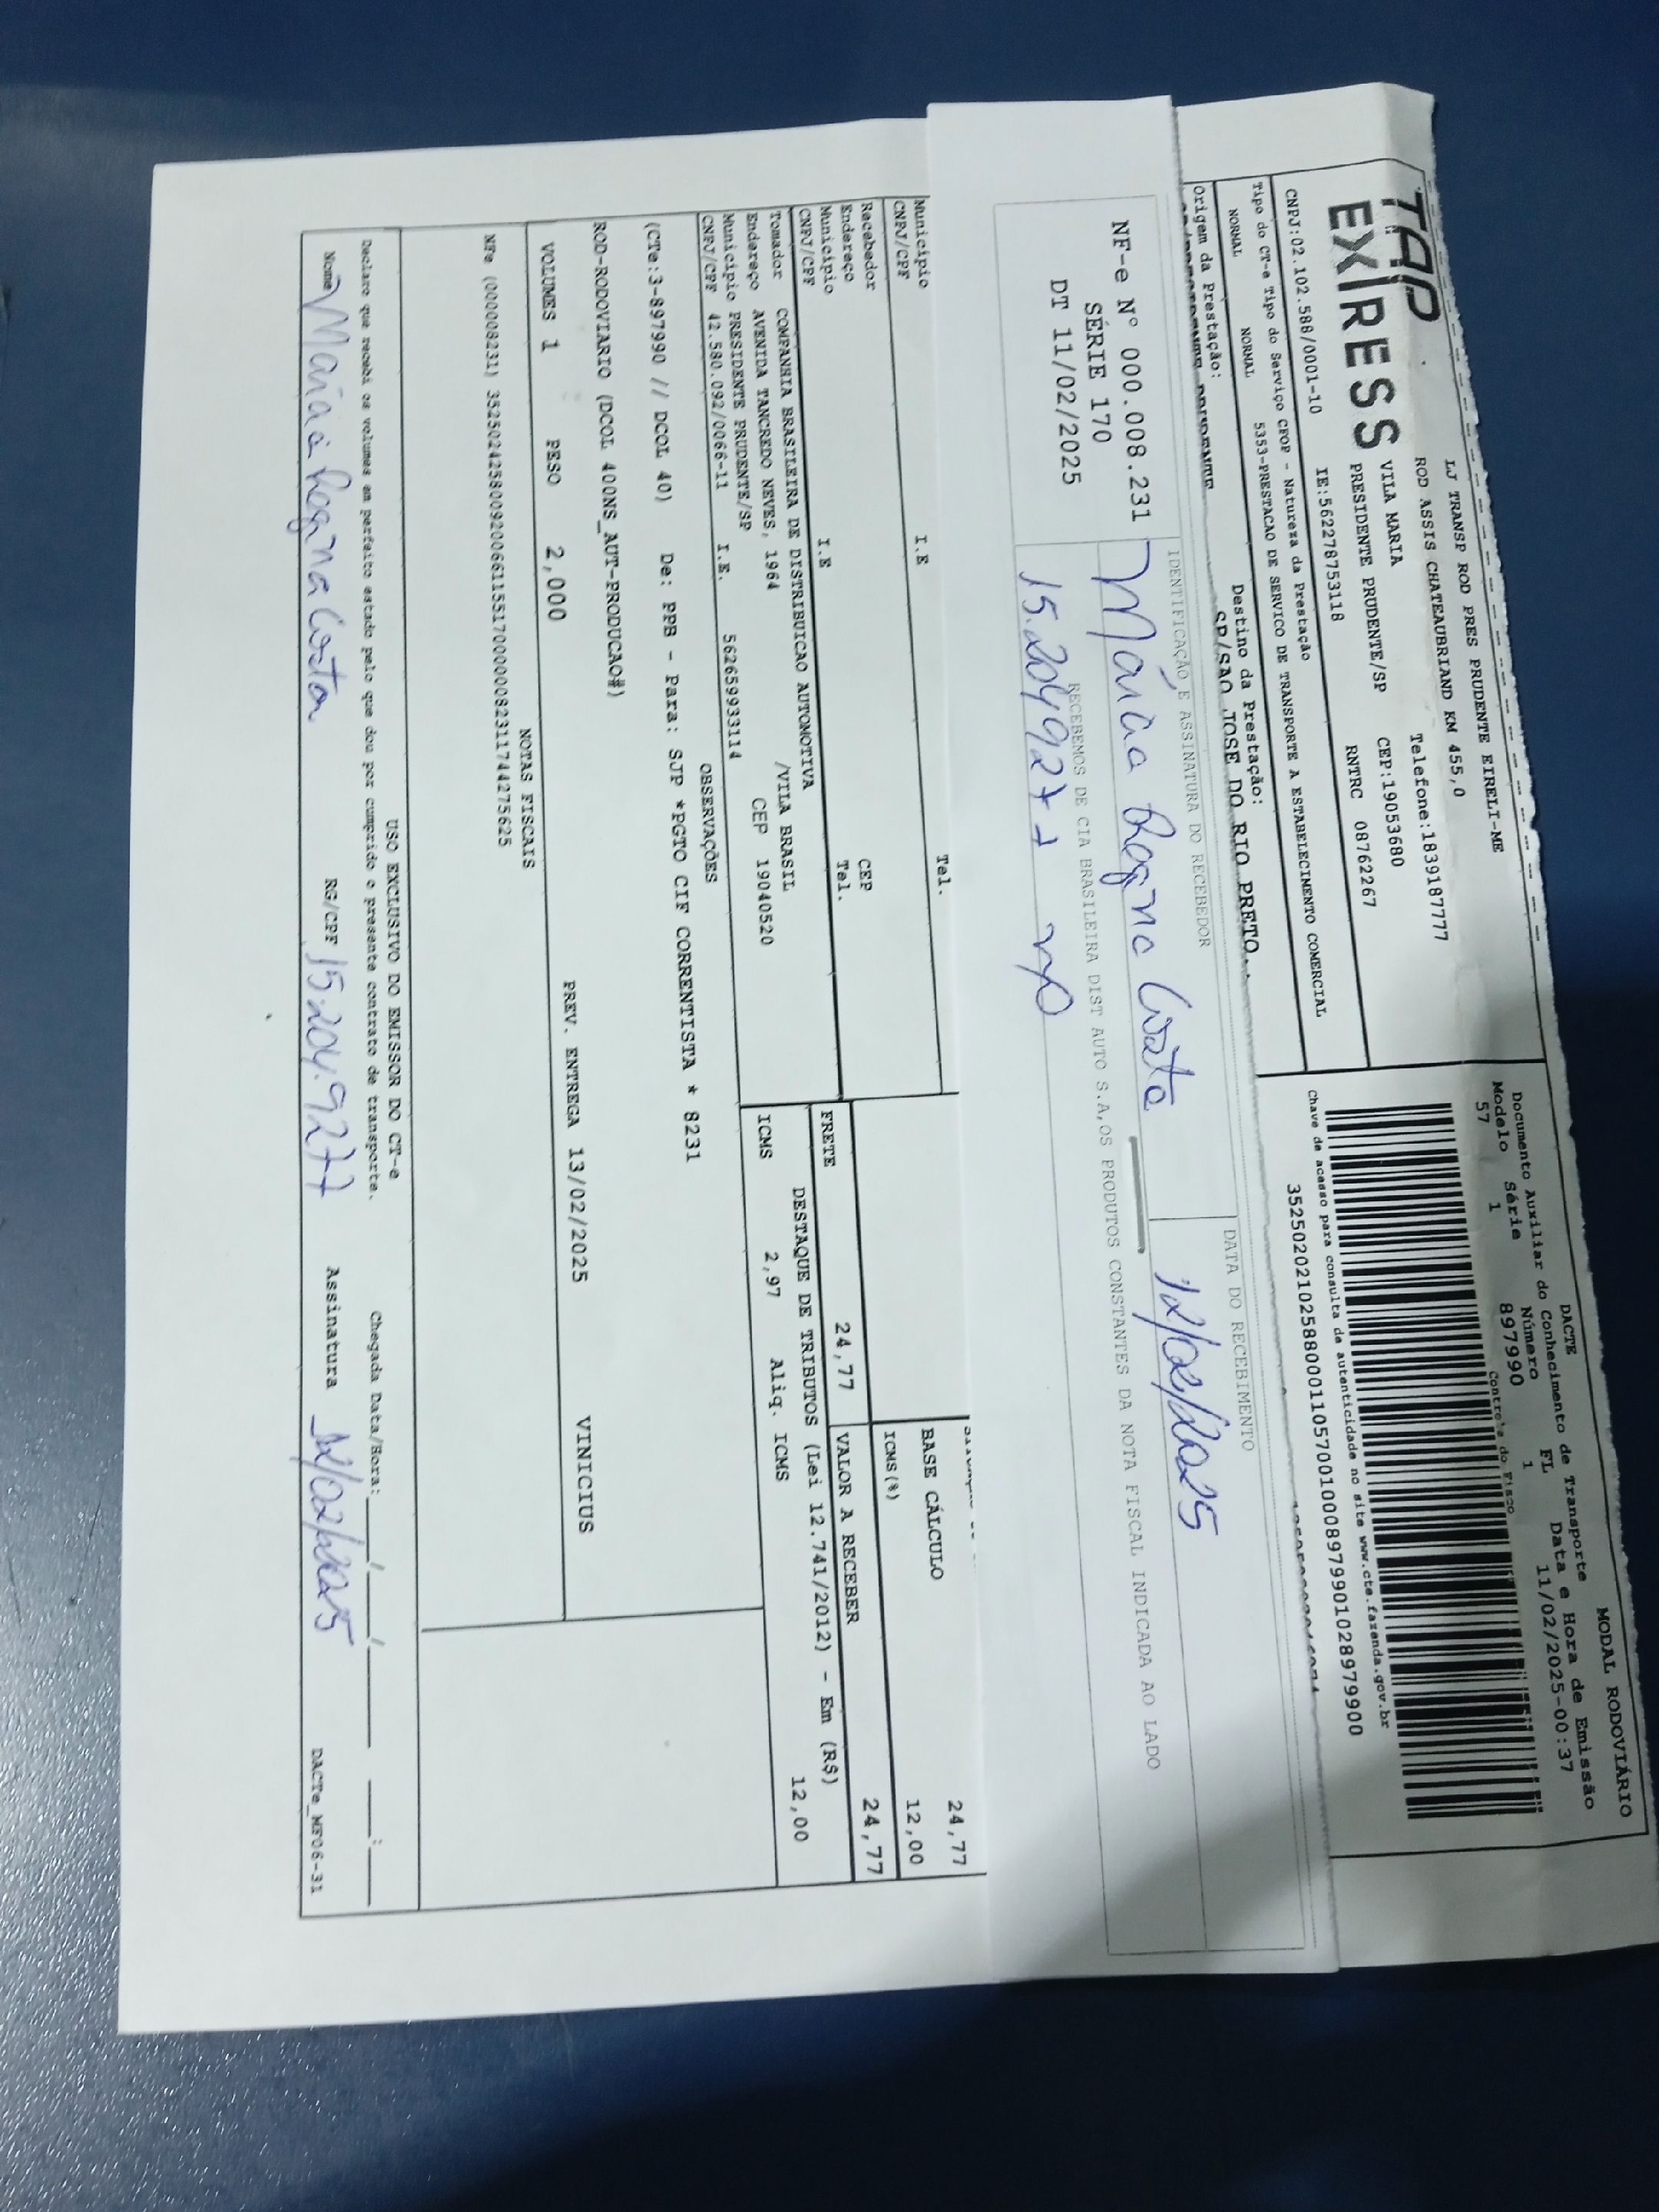 TAP
EXPRESS
LJ TRANSP ROD PRES PRUDENTE EIRELI-ME
ROD ASSIS CHATEAUBRIAND KM 455,0
Telefone:1839187777
VILA MARIA
CEP:19053680
PRESIDENTE PRUDENTE/SP
RNTRC 08762267
CNPJ:02.102.588/0001-10
IE:562278753118
Tipo do CT-e Tipo do Serviço CFOP - Natureza da Prestação
NORMAL NORMAL 5353-PRESTACAO DE SERVICO DE TRANSPORTE A ESTABELECIMENTO COMERCIAL
Origem da Prestação: Destino da Prestação:
SP/SAO JOSE DO RIO PRETO
MODAL RODOVIÁRIO
DACTE
Documento Auxiliar do Conhecimento de Transporte
Modelo Série Número FL Data e Hora de Emissão
57 1 897990 1 11/02/2025-00:37
Controle do Fisco
Chave de acesso para consulta de autenticidade no site www.cte.fazenda.gov.br
35250202102588000110570010008979901028979900
NF-e Nº 000.008.231
SÉRIE 170
DT 11/02/2025
IDENTIFICAÇÃO E ASSINATURA DO RECEBEDOR
Márcia Regina Costa
DATA DO RECEBIMENTO
12/02/2025
RECEBEMOS DE CIA BRASILEIRA DIST AUTO S.A,OS PRODUTOS CONSTANTES DA NOTA FISCAL INDICADA AO LADO
15.204.927-7
Município Tel.
CNPJ/CPF I.E
Recebador CEP
Endereço Tel.
Município
CNPJ/CPF I.E
BASE CÁLCULO 24,77
ICMS(%) 12,00
FRETE 24,77 VALOR A RECEBER 24,77
DESTAQUE DE TRIBUTOS (Lei 12.741/2012) - Em (R$)
ICMS 2,97 Aliq. ICMS 12,00
Tomador COMPANHIA BRASILEIRA DE DISTRIBUICAO AUTOMOTIVA
Endereço AVENIDA TANCREDO NEVES, 1964 /VILA BRASIL
Município PRESIDENTE PRUDENTE/SP CEP 19040520
CNPJ/CPF 42.580.092/0066-11 I.E. 562659933114
OBSERVAÇÕES
(CTe:3-897990 // DCOL 40) De: PPB - Para: SJP *PGTO CIF CORRENTISTA * 8231
ROD-RODOVIARIO (DCOL 400NS_AUT-PRODUCAO#)
VOLUMES 1 PESO 2,000 PREV. ENTREGA 13/02/2025 VINICIUS
NOTAS FISCAIS
NFe (000008231) 35250242580092006611551700000082311744275625
USO EXCLUSIVO DO EMISSOR DO CT-e
Declaro que recebi os volumes em perfeito estado pelo que dou por cumprido o presente contrato de transporte.
Chegada Data/Hora:___/___/______ ___:___
Nome Márcia Regina Costa RG/CPF 15.204.927-7 Assinatura 12/02/2025 DACTe_MF06-31